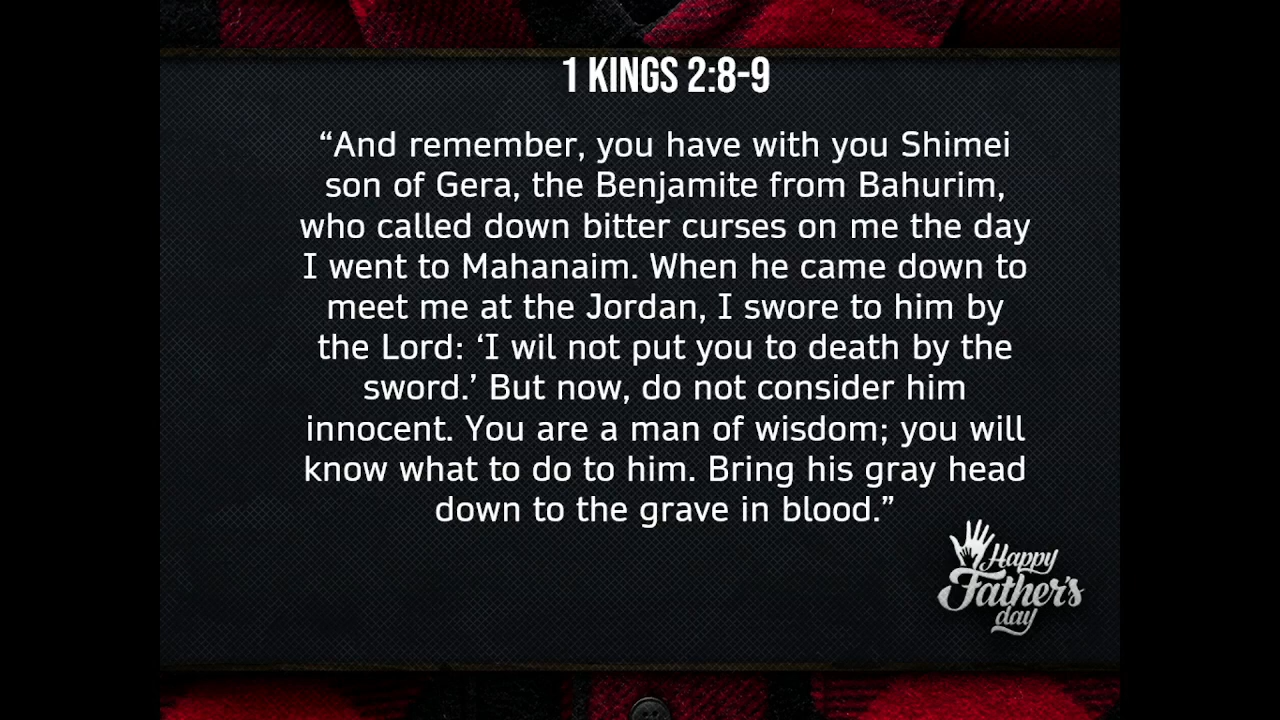 1 KINGS 2:8-9
“And remember, you have with you Shimei
son of Gera, the Benjamite from Bahurim,
who called down bitter curses on me the day
I went to Mahanaim. When he came down to
meet me at the Jordan, I swore to him by
the Lord: ‘I wil not put you to death by the
sword.’ But now, do not consider him
innocent. You are a man of wisdom; you will
know what to do to him. Bring his gray head
down to the grave in blood.”
Happy
Father's
day